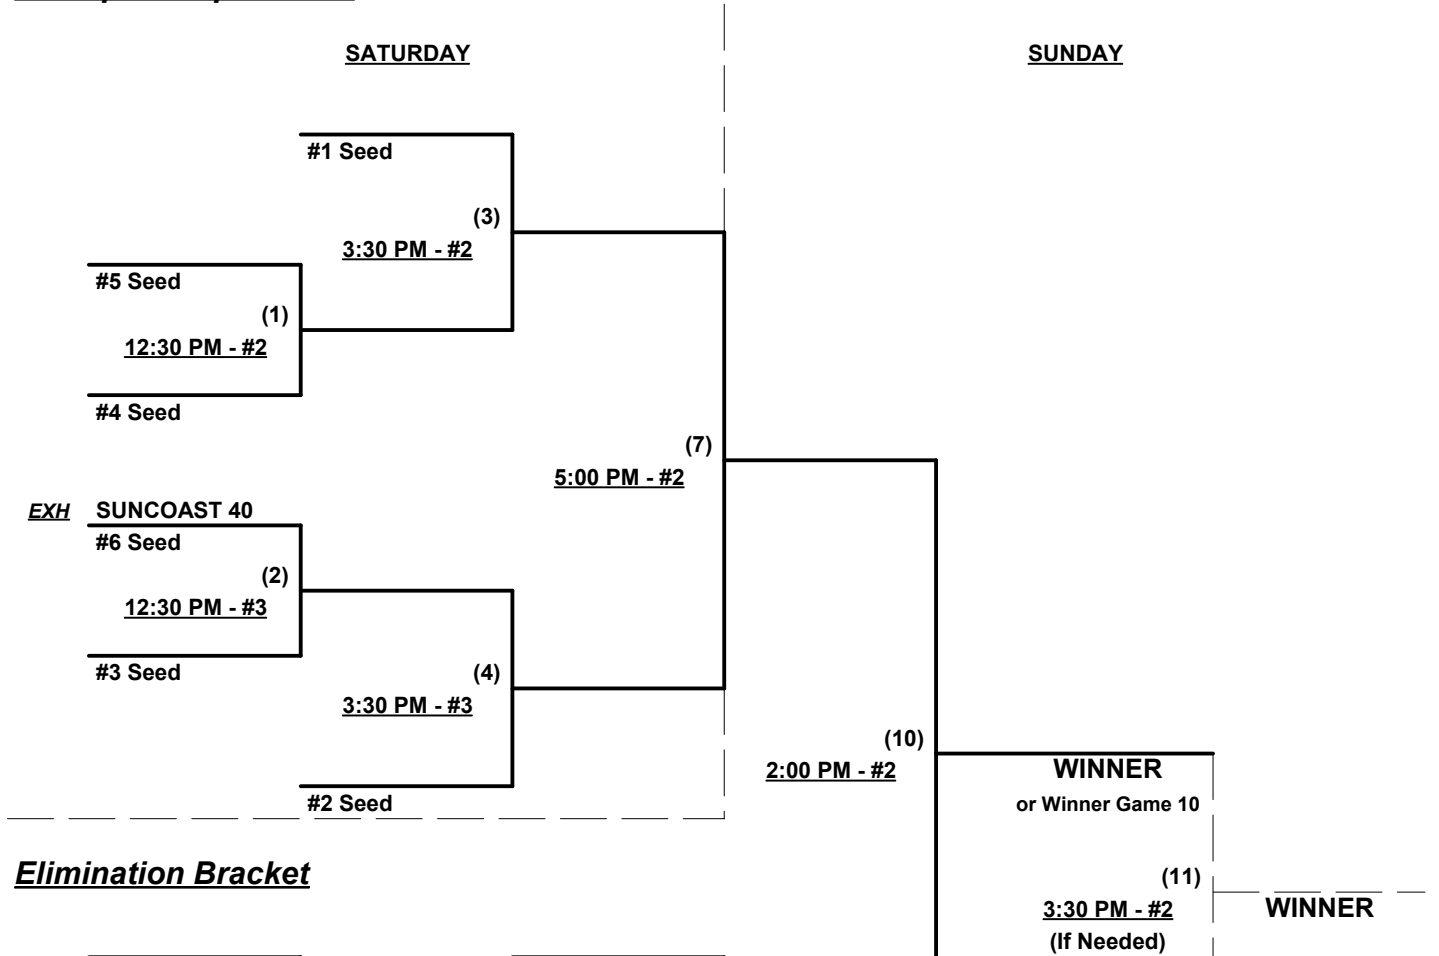 SATURDAY
SUNDAY
#1 Seed
(3)
3:30 PM - #2
#5 Seed
(1)
12:30 PM - #2
#4 Seed
(7)
5:00 PM - #2
EXH SUNCOAST 40
#6 Seed
(2)
12:30 PM - #3
#3 Seed
(4)
3:30 PM - #3
#2 Seed
(10)
2:00 PM - #2
WINNER
or Winner Game 10
Elimination Bracket
(11)
3:30 PM - #2
(If Needed)
WINNER